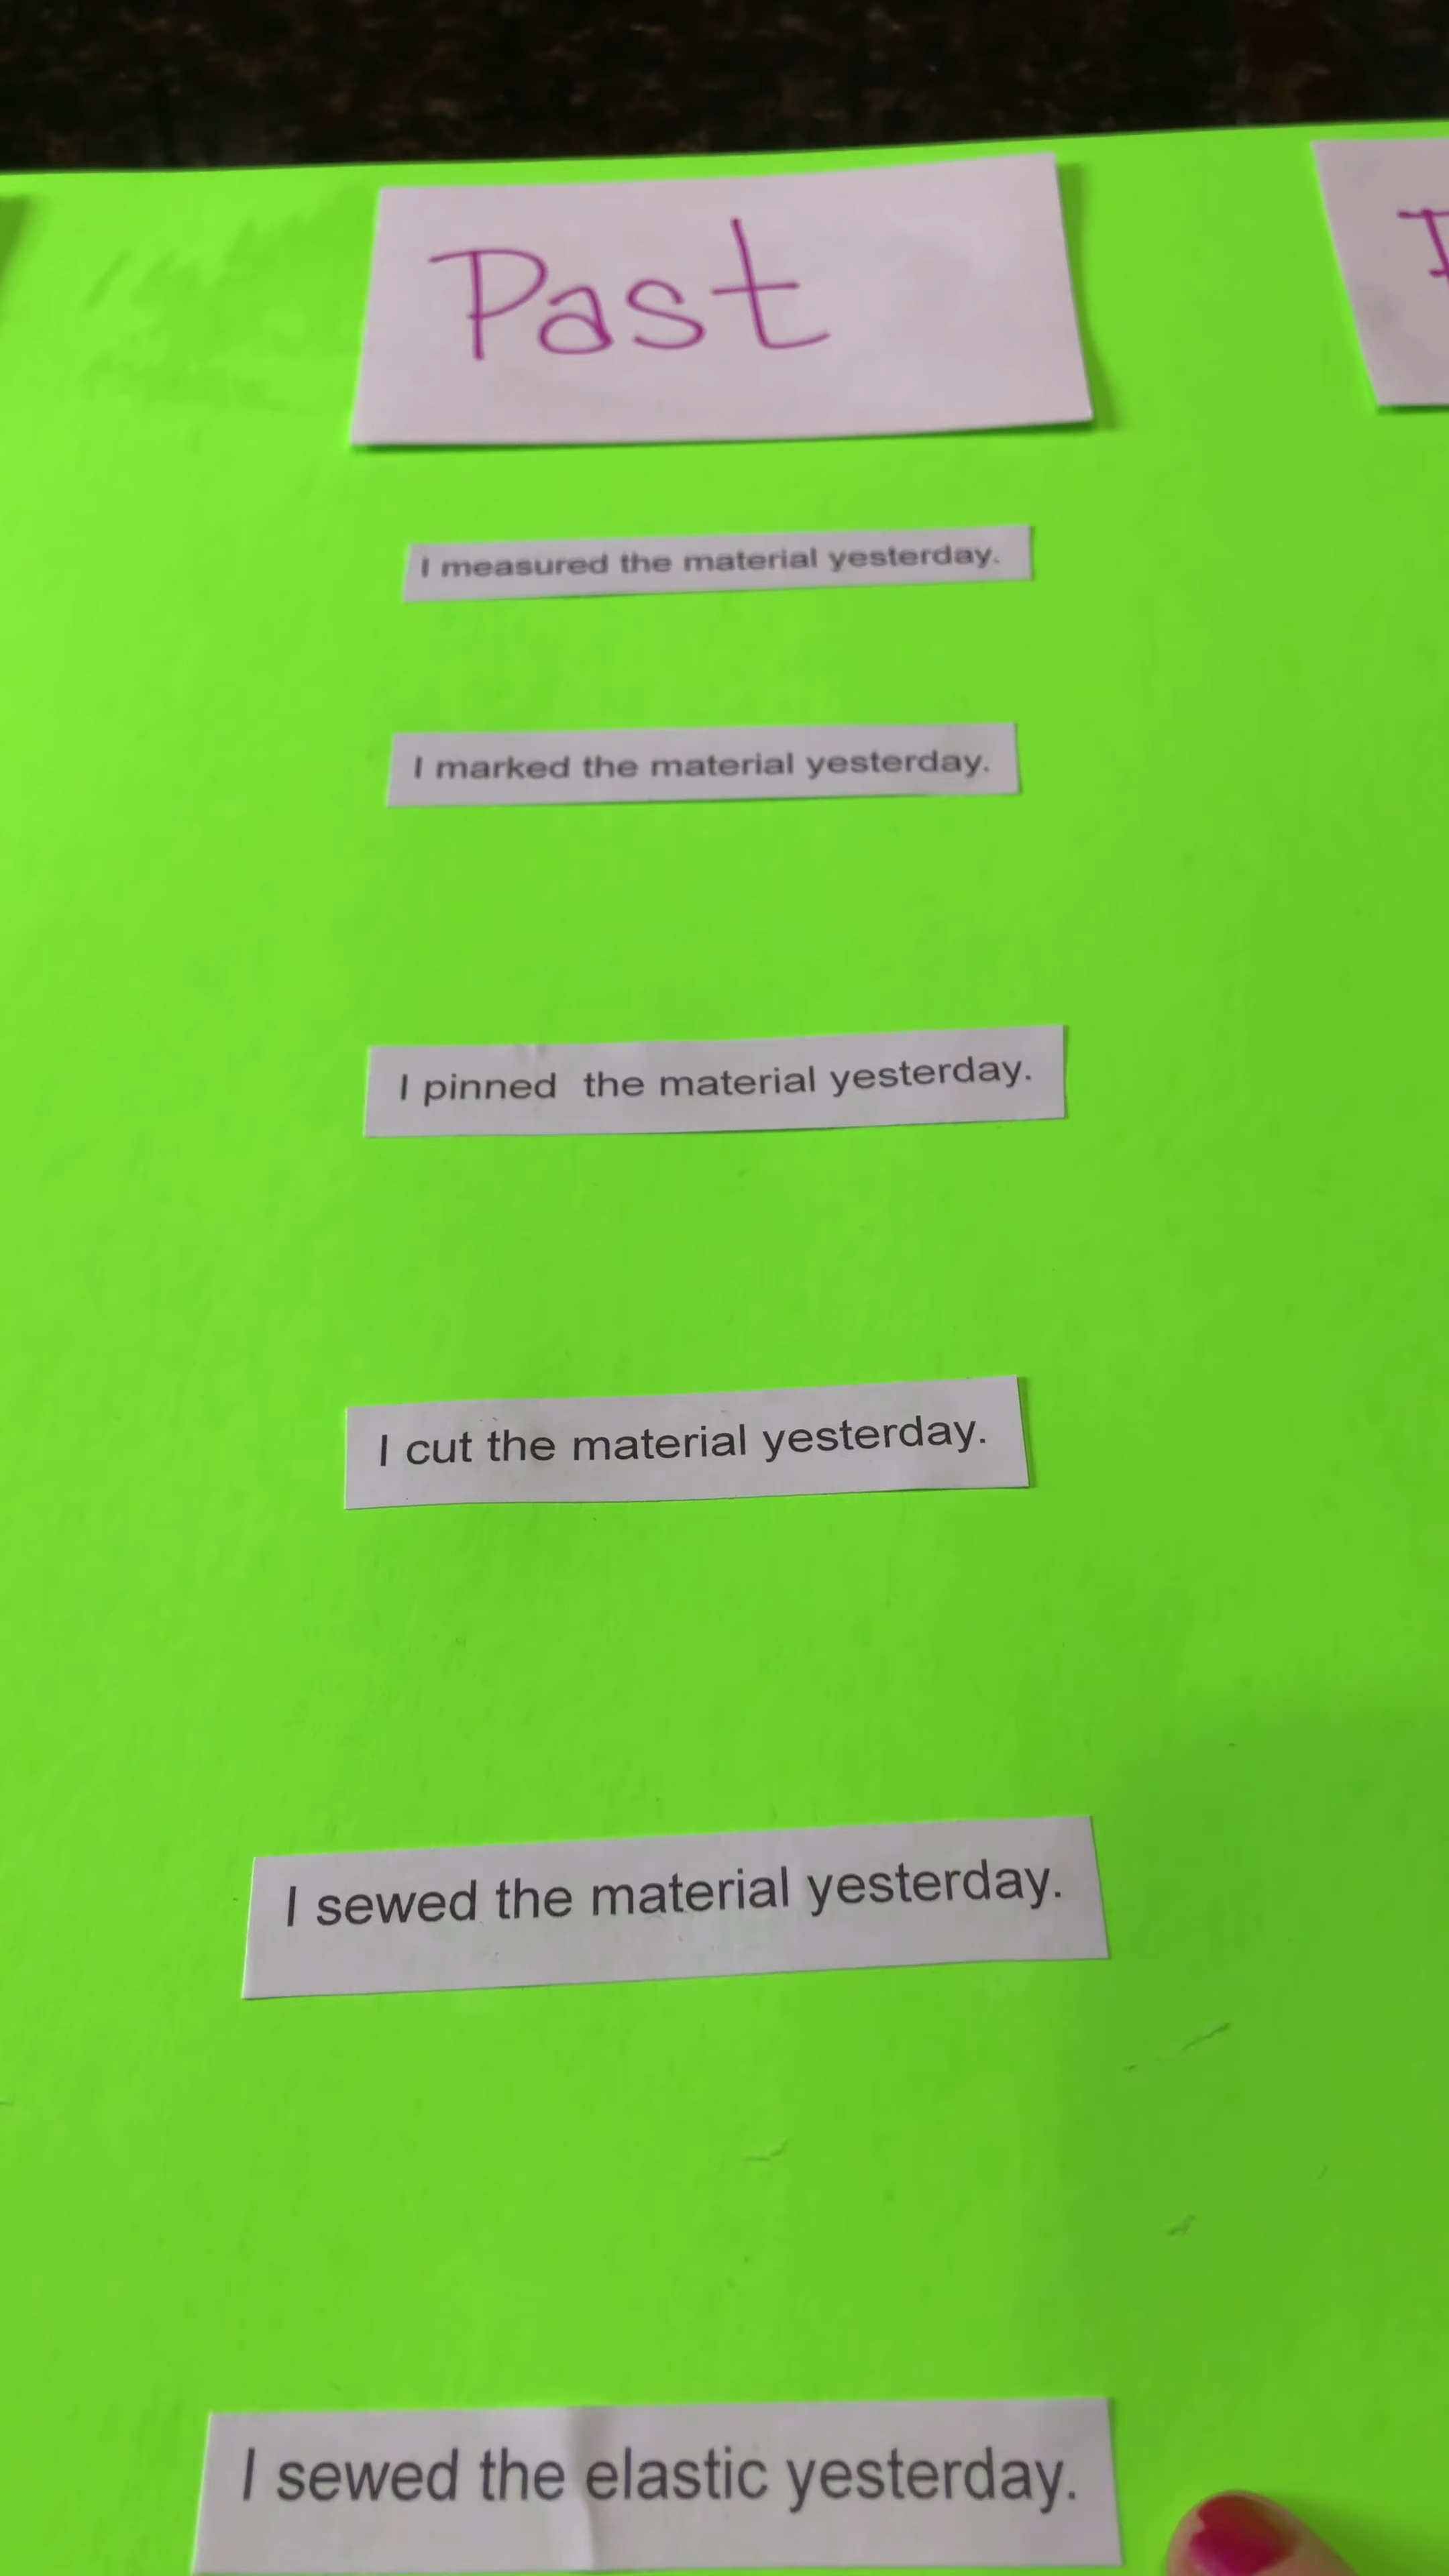 Past
I measured the material yesterday.
I marked the material yesterday.
I pinned the material yesterday.
I cut the material yesterday.
I sewed the material yesterday.
I sewed the elastic yesterday.